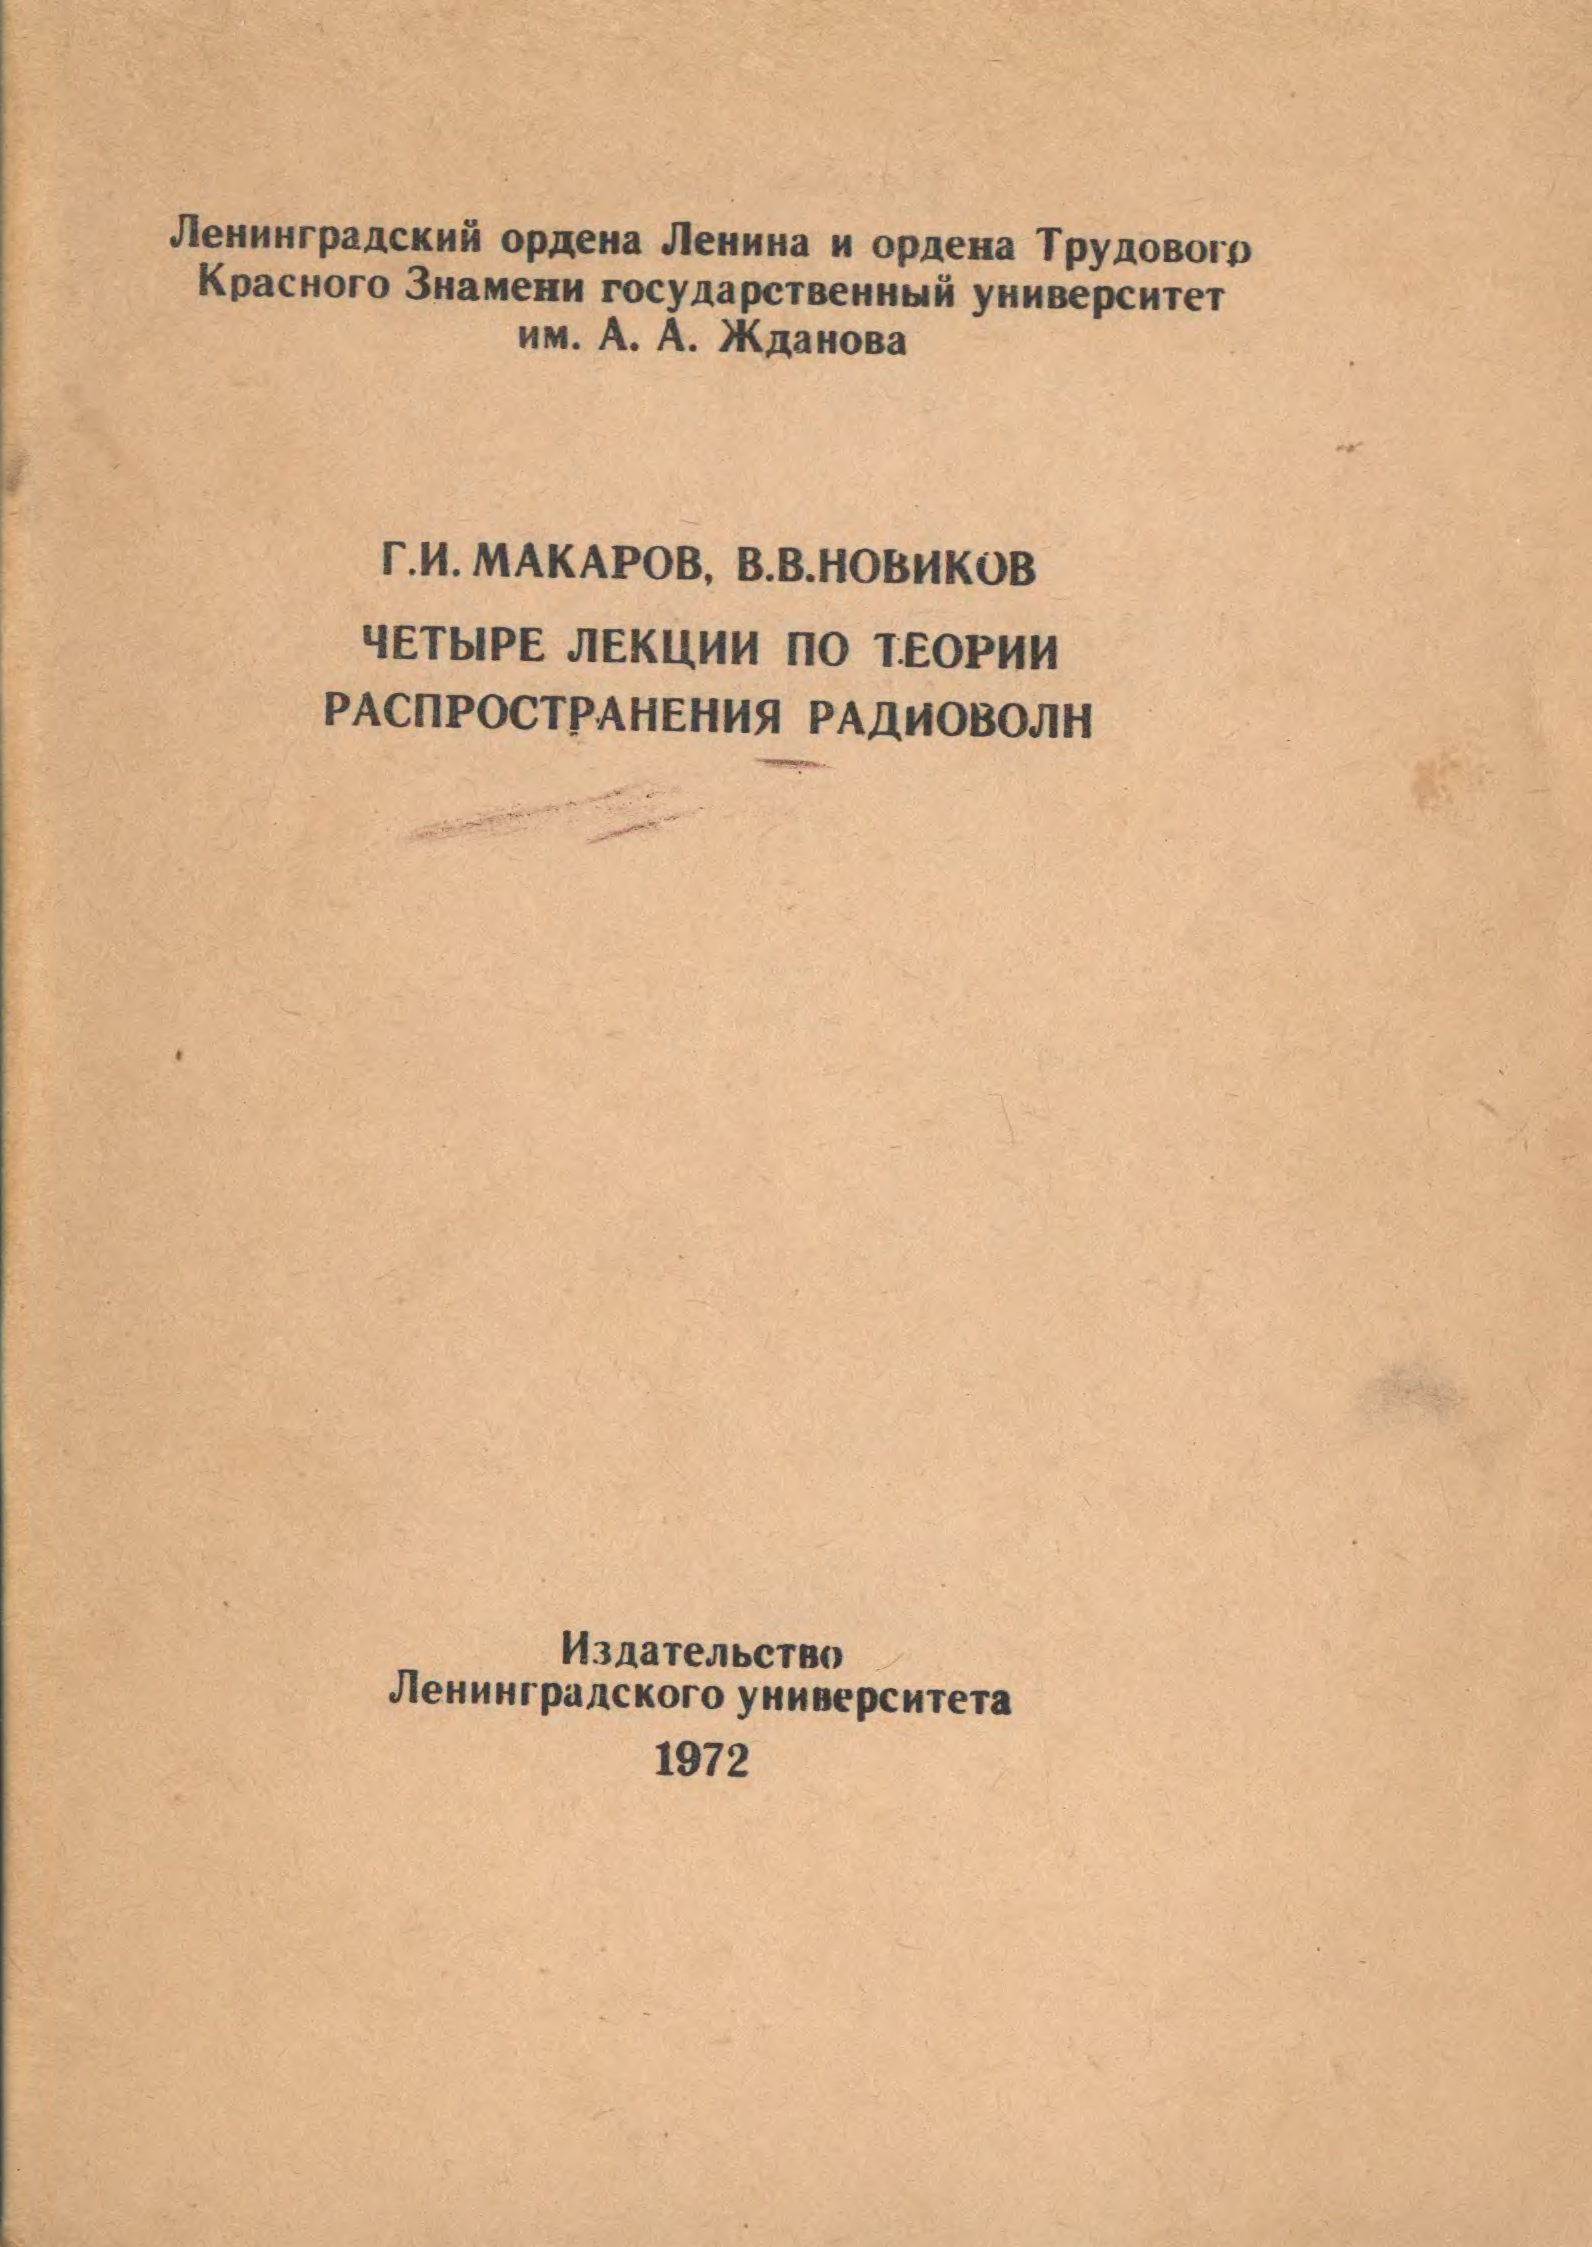 Ленинградский ордена Ленина и ордена Трудового
Красного Знамени государственный университет
им. А. А. Жданова
Г.И. МАКАРОВ, В.В.НОВИКОВ
ЧЕТЫРЕ ЛЕКЦИИ ПО ТЕОРИИ
РАСПРОСТРАНЕНИЯ РАДИОВОЛН
Издательство
Ленинградского университета
1972